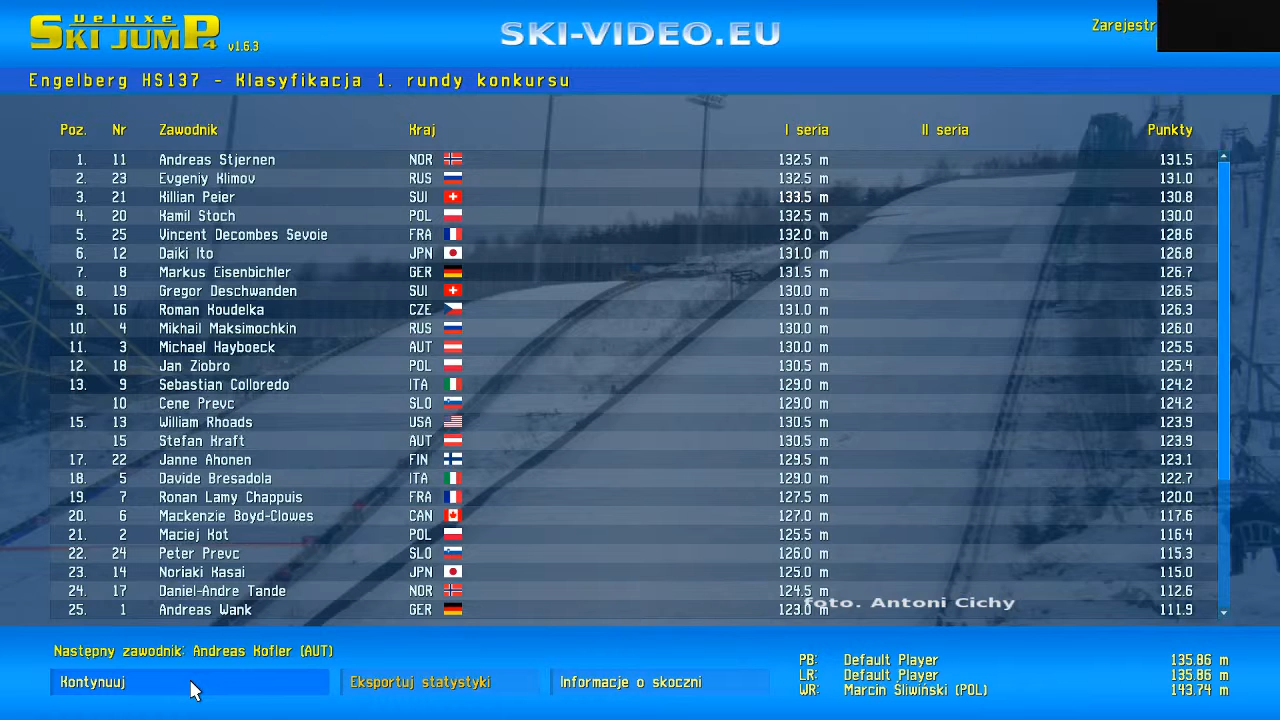 Deluxe
SKI JUMP 4 v1.6.3
SKI-VIDEO.EU
Zarejestr
Engelberg HS137 - Klasyfikacja 1. rundy konkursu
Poz. Nr Zawodnik Kraj I seria II seria Punkty
1. 11 Andreas Stjernen NOR 132.5 m 131.5
2. 23 Evgeniy Klimov RUS 132.5 m 131.0
3. 21 Killian Peier SUI 133.5 m 130.8
4. 20 Kamil Stoch POL 132.5 m 130.0
5. 25 Vincent Decombes Sevoie FRA 132.0 m 128.6
6. 12 Daiki Ito JPN 131.0 m 126.8
7. 8 Markus Eisenbichler GER 131.5 m 126.7
8. 19 Gregor Deschwanden SUI 130.0 m 126.5
9. 16 Roman Koudelka CZE 131.0 m 126.3
10. 4 Mikhail Maksimochkin RUS 130.0 m 126.0
11. 3 Michael Hayboeck AUT 130.0 m 125.5
12. 18 Jan Ziobro POL 130.5 m 125.4
13. 9 Sebastian Colloredo ITA 129.0 m 124.2
10 Cene Prevc SLO 129.0 m 124.2
15. 13 William Rhoads USA 130.5 m 123.9
15 Stefan Kraft AUT 130.5 m 123.9
17. 22 Janne Ahonen FIN 129.5 m 123.1
18. 5 Davide Bresadola ITA 129.0 m 122.7
19. 7 Ronan Lamy Chappuis FRA 127.5 m 120.0
20. 6 Mackenzie Boyd-Clowes CAN 127.0 m 117.6
21. 2 Maciej Kot POL 125.5 m 116.4
22. 24 Peter Prevc SLO 126.0 m 115.3
23. 14 Noriaki Kasai JPN 125.0 m 115.0
24. 17 Daniel-Andre Tande NOR 124.5 m 112.6
25. 1 Andreas Wank GER 123.0 m 111.9
foto. Antoni Cichy
Następny zawodnik: Andreas Kofler (AUT)
Kontynuuj Eksportuj statystyki Informacje o skoczni
PB: Default Player 135.86 m
LR: Default Player 135.86 m
WR: Marcin Śliwiński (POL) 143.74 m